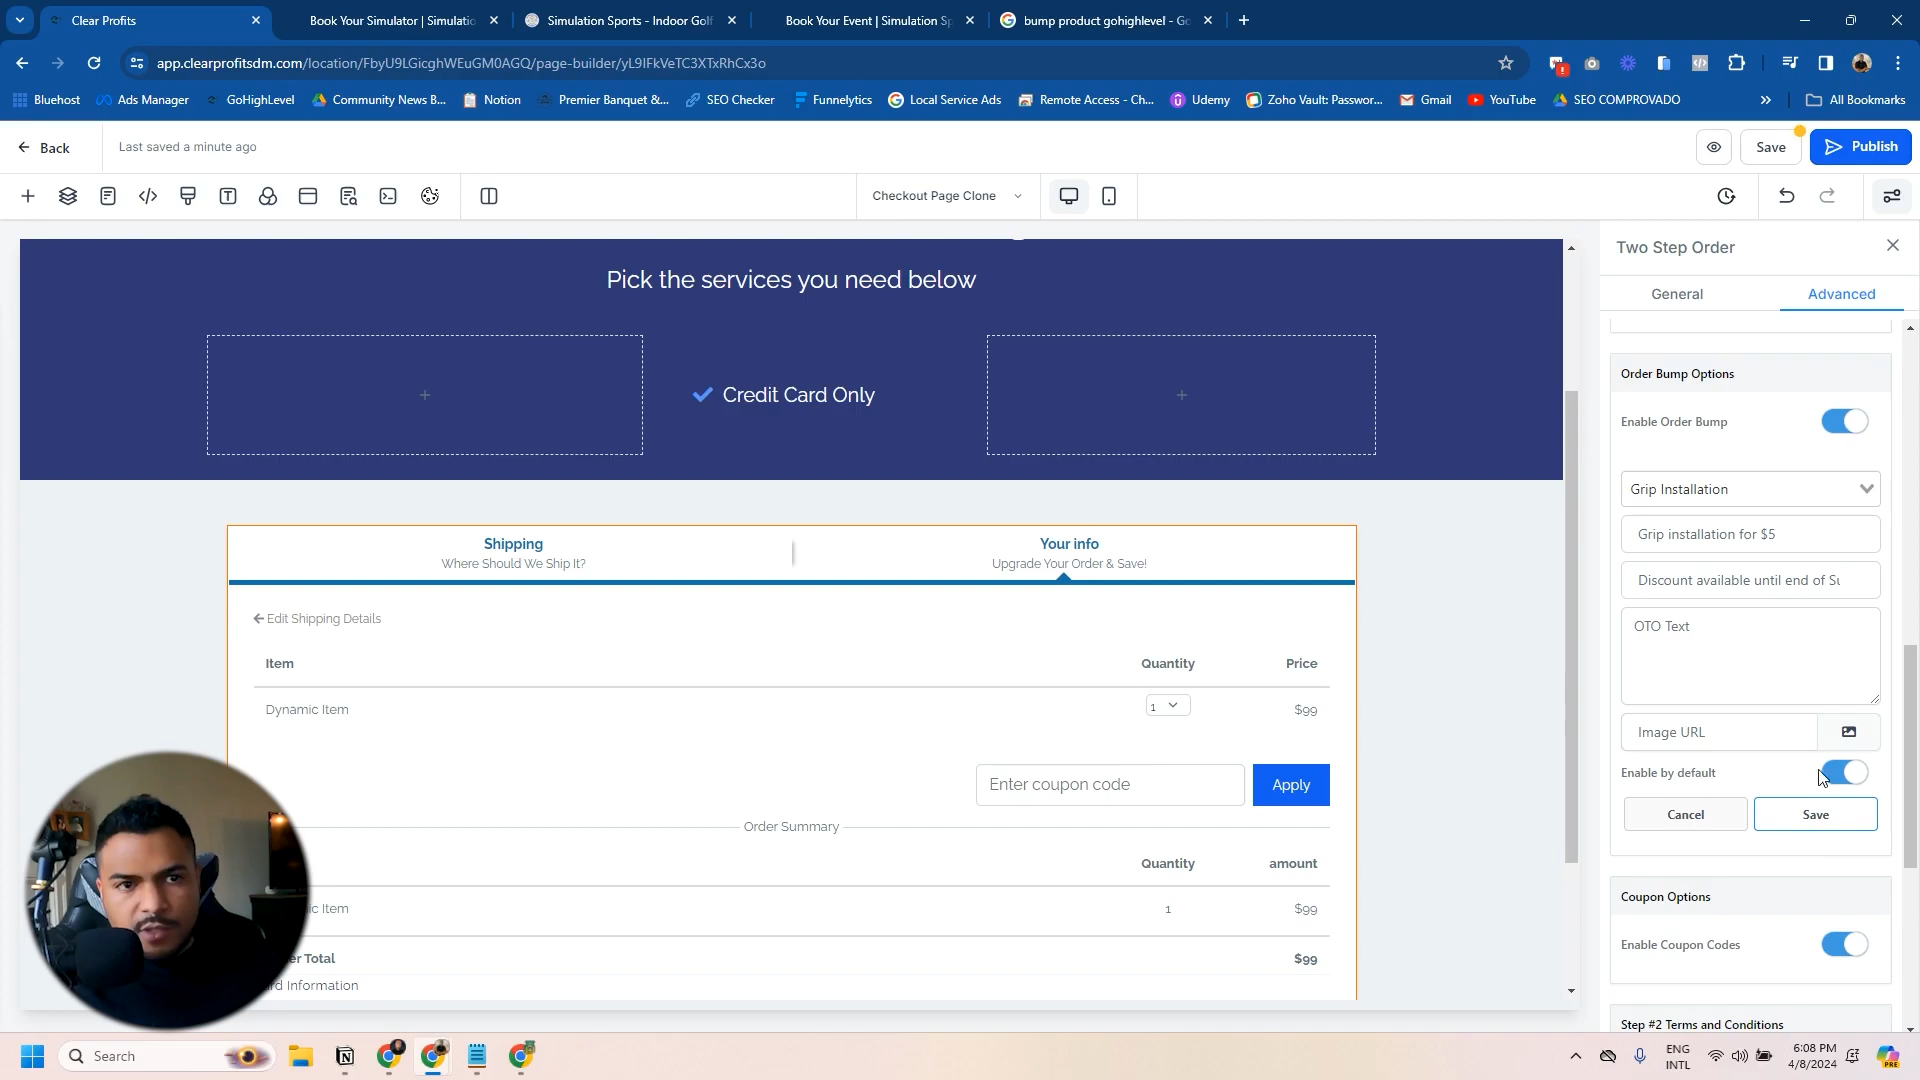 Clear Profits
Book Your Simulator | Simulatio
Simulation Sports - Indoor Golf
Book Your Event | Simulation Sp
bump product gohighlevel - Go
app.clearprofitsdm.com/location/FbyU9LGicghWEuGM0AGQ/page-builder/yL9IFkVeTC3XTxRhCx3o
Bluehost
Ads Manager
GoHighLevel
Community News B...
Notion
Premier Banquet &...
SEO Checker
Funnelytics
Local Service Ads
Remote Access - Ch...
Udemy
Zoho Vault: Passwor...
Gmail
YouTube
SEO COMPROVADO
All Bookmarks
Back
Last saved a minute ago
Save
Publish
Checkout Page Clone
Pick the services you need below
Credit Card Only
Shipping
Where Should We Ship It?
Your info
Upgrade Your Order & Save!
Edit Shipping Details
Item Quantity Price
Dynamic Item 1 $99
Enter coupon code
Apply
Order Summary
Quantity amount
ic Item 1 $99
er Total $99
rd Information
Two Step Order
General
Advanced
Order Bump Options
Enable Order Bump
Grip Installation
Grip installation for $5
Discount available until end of Su
OTO Text
Image URL
Enable by default
Cancel
Save
Coupon Options
Enable Coupon Codes
Step #2 Terms and Conditions
Search
ENG
INTL
6:08 PM
4/8/2024
PRE